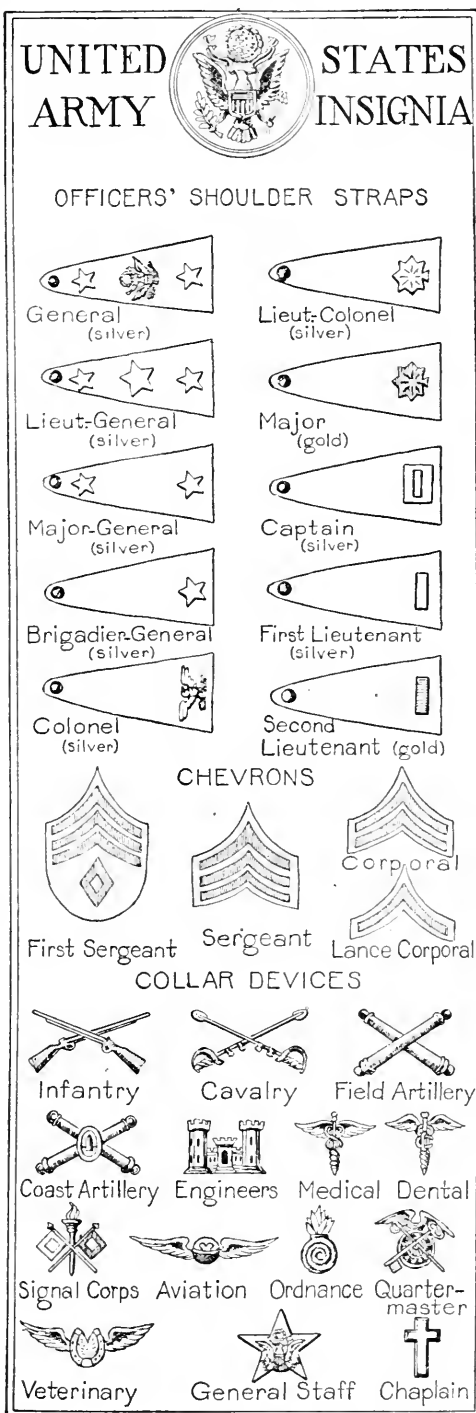 UNITED STATES
ARMY INSIGNIA
OFFICERS' SHOULDER STRAPS
General
(silver)
Lieut-Colonel
(silver)
Lieut-General
(silver)
Major
(gold)
Major-General
(silver)
Captain
(silver)
Brigadier-General
(silver)
First Lieutenant
(silver)
Colonel
(silver)
Second
Lieutenant (gold)
CHEVRONS
First Sergeant
Sergeant
Corporal
Lance Corporal
COLLAR DEVICES
Infantry
Cavalry
Field Artillery
Coast Artillery
Engineers
Medical
Dental
Signal Corps
Aviation
Ordnance
Quarter-
master
Veterinary
General Staff
Chaplain